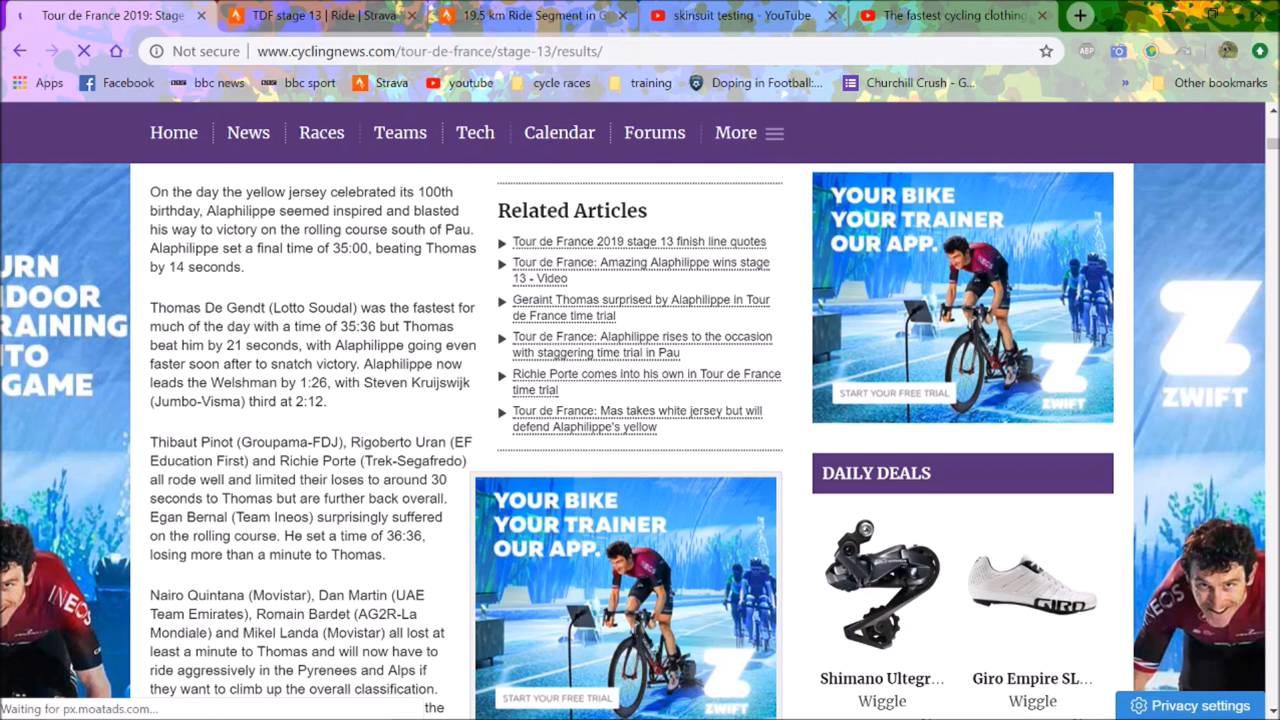 Tour de France 2019: Stage
TDF stage 13 | Ride | Strava
19.5 km Ride Segment in G
skinsuit testing - YouTube
The fastest cycling clothing
Not secure
www.cyclingnews.com/tour-de-france/stage-13/results/
ABP
Apps
Facebook
bbc news
bbc sport
Strava
youtube
cycle races
training
Doping in Football:...
Churchill Crush - G...
»
Other bookmarks
Home
News
Races
Teams
Tech
Calendar
Forums
More
On the day the yellow jersey celebrated its 100th
birthday, Alaphilippe seemed inspired and blasted
his way to victory on the rolling course south of Pau.
Alaphilippe set a final time of 35:00, beating Thomas
by 14 seconds.
Thomas De Gendt (Lotto Soudal) was the fastest for
much of the day with a time of 35:36 but Thomas
beat him by 21 seconds, with Alaphilippe going even
faster soon after to snatch victory. Alaphilippe now
leads the Welshman by 1:26, with Steven Kruijswijk
(Jumbo-Visma) third at 2:12.
Thibaut Pinot (Groupama-FDJ), Rigoberto Uran (EF
Education First) and Richie Porte (Trek-Segafredo)
all rode well and limited their loses to around 30
seconds to Thomas but are further back overall.
Egan Bernal (Team Ineos) surprisingly suffered
on the rolling course. He set a time of 36:36,
losing more than a minute to Thomas.
Nairo Quintana (Movistar), Dan Martin (UAE
Team Emirates), Romain Bardet (AG2R-La
Mondiale) and Mikel Landa (Movistar) all lost at
least a minute to Thomas and will now have to
ride aggressively in the Pyrenees and Alps if
they want to climb up the overall classification.
the
Related Articles
Tour de France 2019 stage 13 finish line quotes
Tour de France: Amazing Alaphilippe wins stage
13 - Video
Geraint Thomas surprised by Alaphilippe in Tour
de France time trial
Tour de France: Alaphilippe rises to the occasion
with staggering time trial in Pau
Richie Porte comes into his own in Tour de France
time trial
Tour de France: Mas takes white jersey but will
defend Alaphilippe's yellow
YOUR BIKE
YOUR TRAINER
OUR APP.
START YOUR FREE TRIAL
ZWIFT
YOUR BIKE
YOUR TRAINER
OUR APP.
START YOUR FREE TRIAL
ZWIFT
DAILY DEALS
GIRO
Shimano Ultegr...
Wiggle
Giro Empire SL...
Wiggle
URN
NDOOR
RAINING
TO
GAME
INEOS
ZWIFT
INEOS
Waiting for px.moatads.com...
Privacy settings